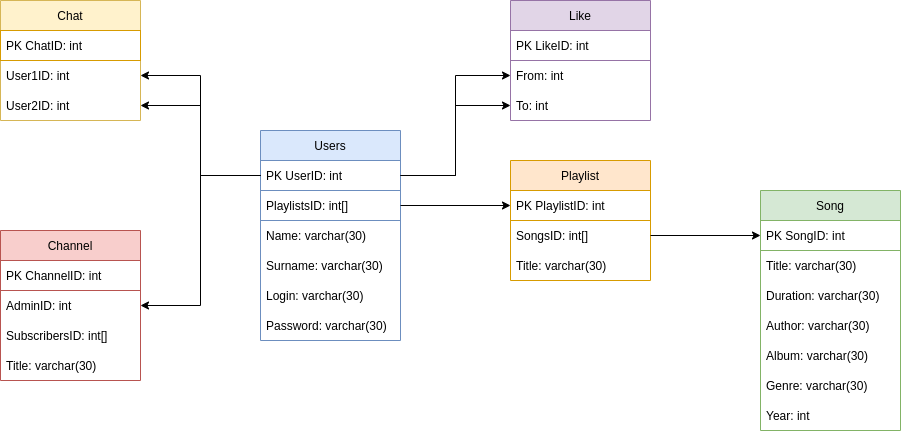 Chat
PK ChatID: int
User1ID: int
User2ID: int
Like
PK LikeID: int
From: int
To: int
Users
PK UserID: int
PlaylistsID: int[]
Name: varchar(30)
Surname: varchar(30)
Login: varchar(30)
Password: varchar(30)
Playlist
PK PlaylistID: int
SongsID: int[]
Title: varchar(30)
Song
PK SongID: int
Title: varchar(30)
Duration: varchar(30)
Author: varchar(30)
Album: varchar(30)
Genre: varchar(30)
Year: int
Channel
PK ChannelID: int
AdminID: int
SubscribersID: int[]
Title: varchar(30)